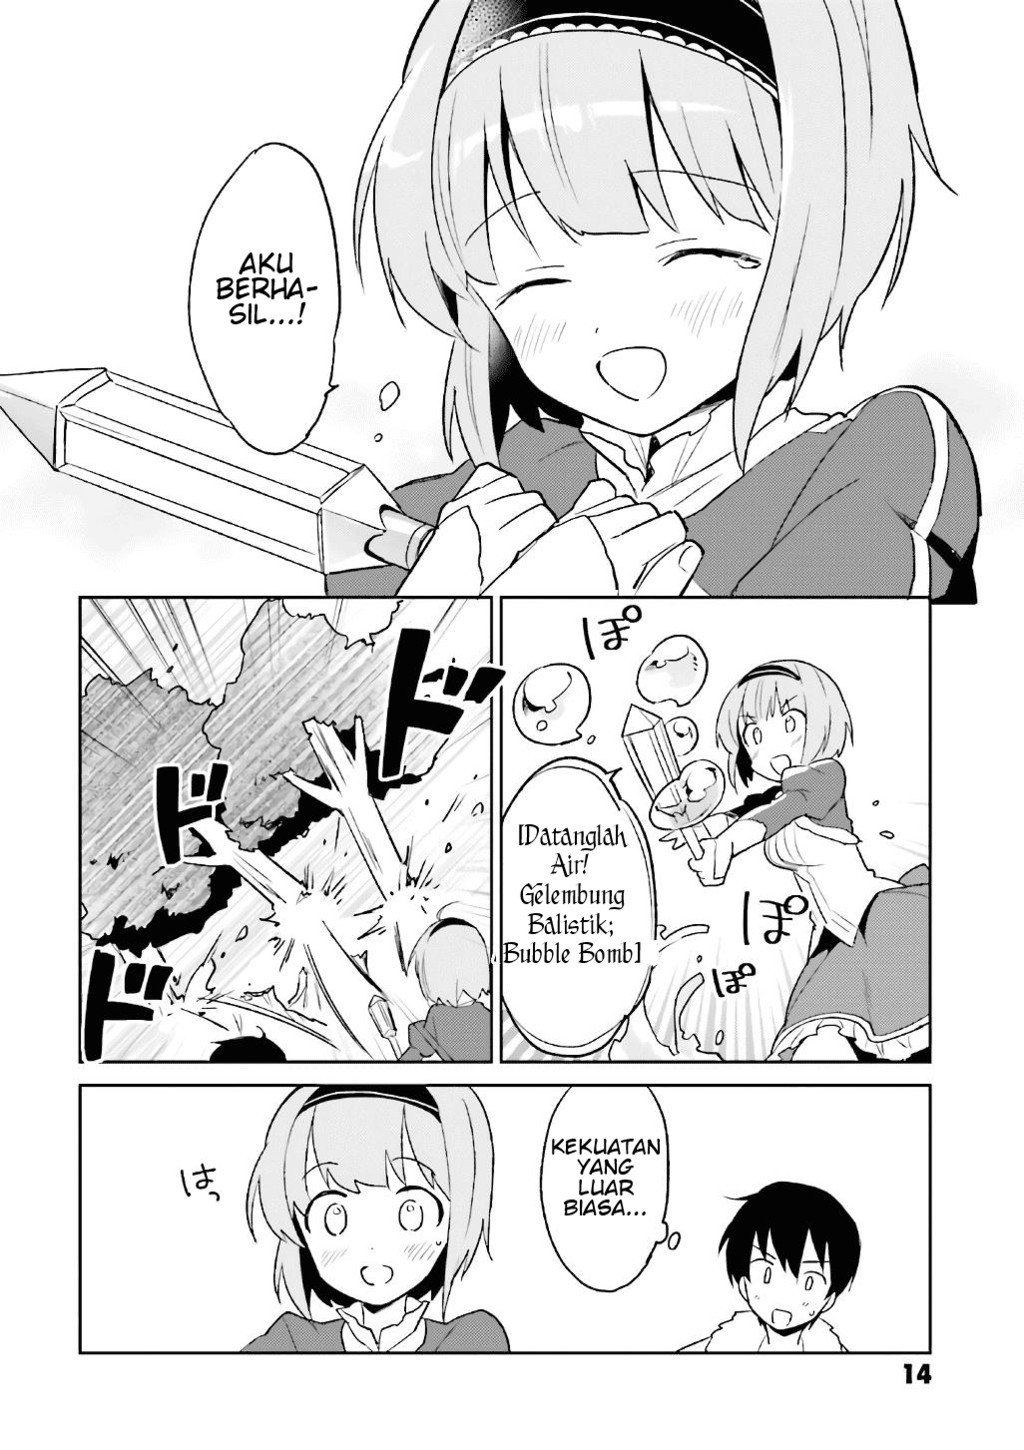 AKU
BERHA-
SIL...!
ぽ
[Datanglah
Air!
Gelembung
Balistik;
Bubble Bomb]
ぽ
ぽ
ド
ド
ド
KEKUATAN
YANG
LUAR
BIASA...
はっ
14